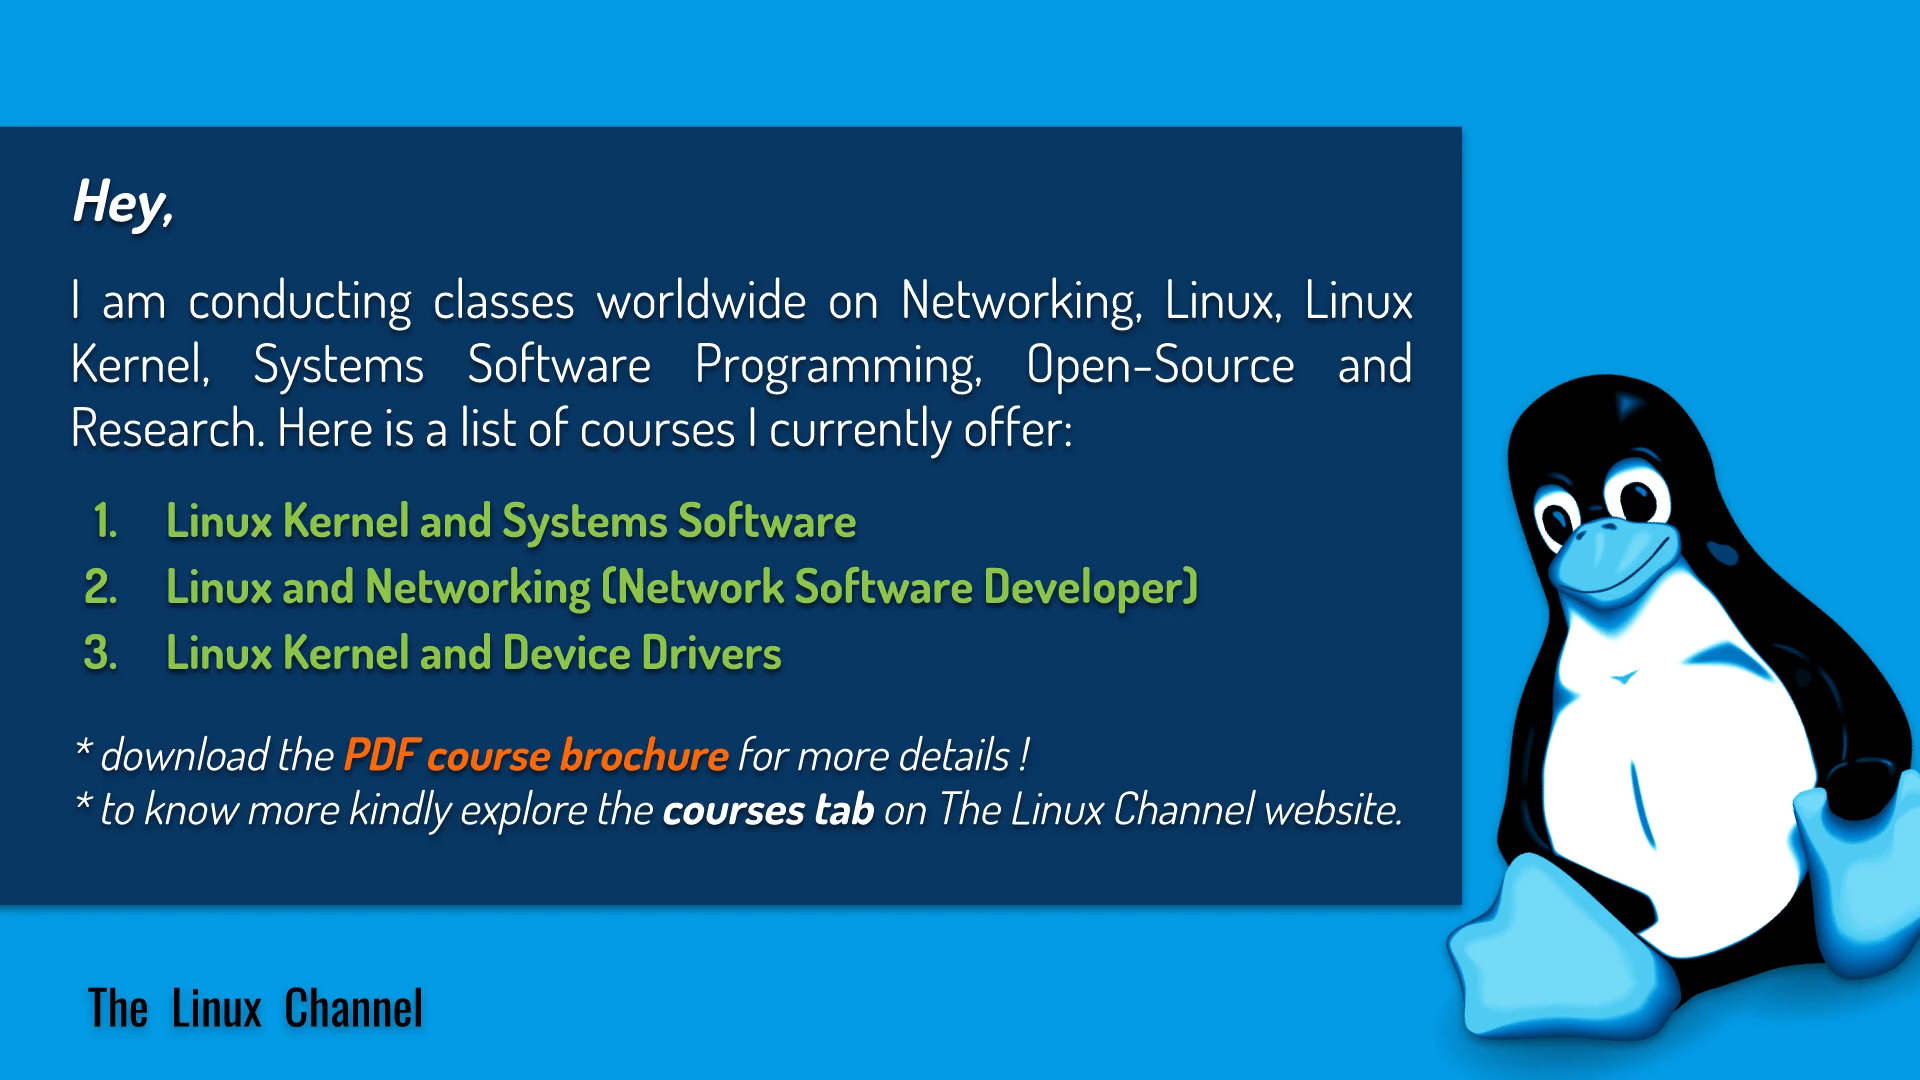 Hey,
I am conducting classes worldwide on Networking, Linux, Linux
Kernel, Systems Software Programming, Open-Source and
Research. Here is a list of courses I currently offer:
1. Linux Kernel and Systems Software
2. Linux and Networking (Network Software Developer)
3. Linux Kernel and Device Drivers
* download the PDF course brochure for more details !
* to know more kindly explore the courses tab on The Linux Channel website.
The Linux Channel